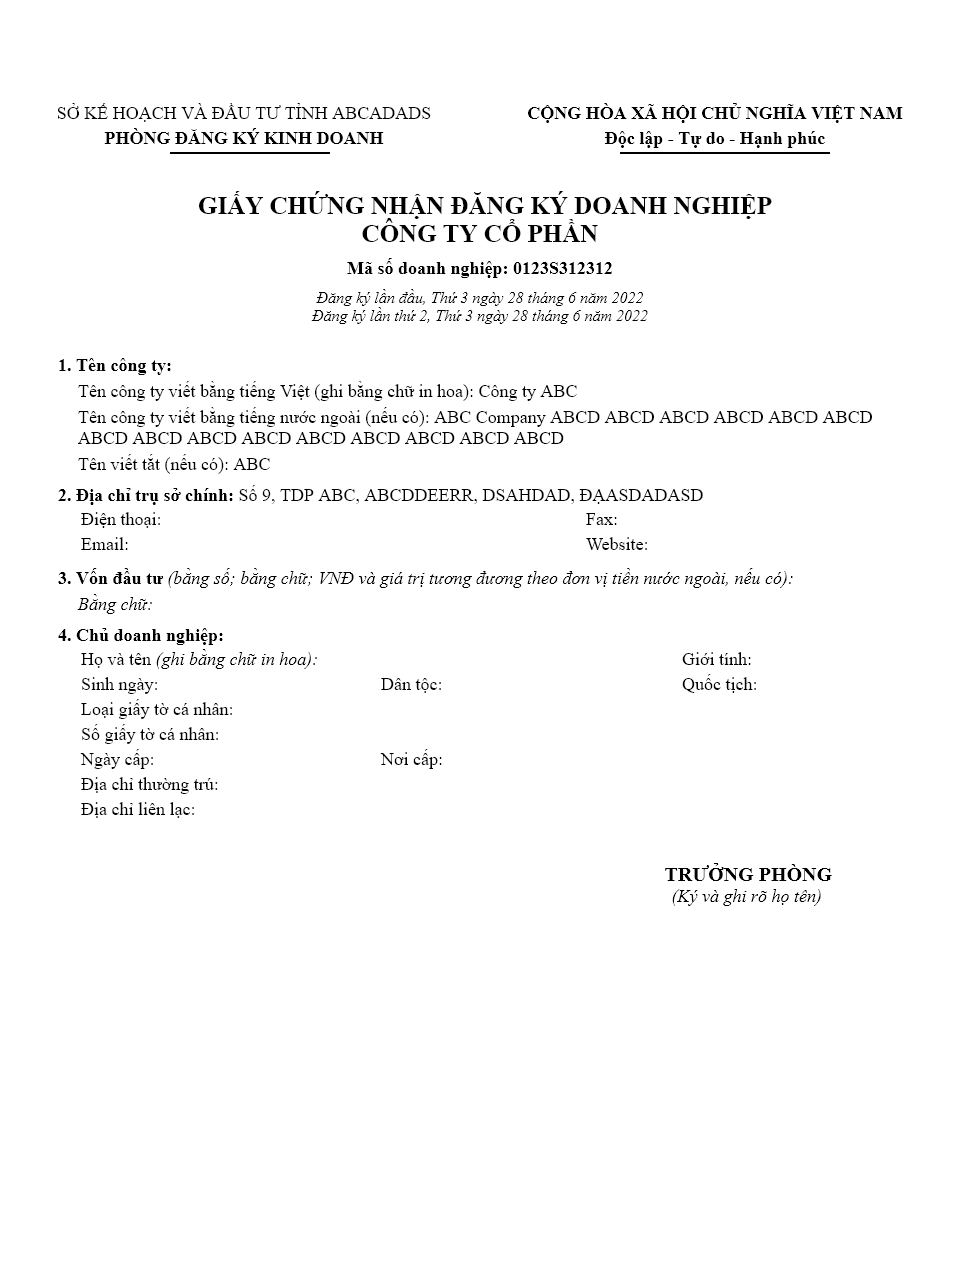 SỞ KẾ HOẠCH VÀ ĐẦU TƯ TỈNH ABCADADS
PHÒNG ĐĂNG KÝ KINH DOANH
CỘNG HÒA XÃ HỘI CHỦ NGHĨA VIỆT NAM
Độc lập - Tự do - Hạnh phúc
GIẤY CHỨNG NHẬN ĐĂNG KÝ DOANH NGHIỆP
CÔNG TY CỔ PHẦN
Mã số doanh nghiệp: 0123S312312
Đăng ký lần đầu, Thứ 3 ngày 28 tháng 6 năm 2022
Đăng ký lần thứ 2, Thứ 3 ngày 28 tháng 6 năm 2022
1. Tên công ty:
Tên công ty viết bằng tiếng Việt (ghi bằng chữ in hoa): Công ty ABC
Tên công ty viết bằng tiếng nước ngoài (nếu có): ABC Company ABCD ABCD ABCD ABCD ABCD ABCD
ABCD ABCD ABCD ABCD ABCD ABCD ABCD ABCD ABCD
Tên viết tắt (nếu có): ABC
2. Địa chỉ trụ sở chính: Số 9, TDP ABC, ABCDDEERR, DSAHDAD, ĐẠASDADASD
Điện thoại: Fax:
Email: Website:
3. Vốn đầu tư (bằng số; bằng chữ; VNĐ và giá trị tương đương theo đơn vị tiền nước ngoài, nếu có):
Bằng chữ:
4. Chủ doanh nghiệp:
Họ và tên (ghi bằng chữ in hoa): Giới tính:
Sinh ngày: Dân tộc: Quốc tịch:
Loại giấy tờ cá nhân:
Số giấy tờ cá nhân:
Ngày cấp: Nơi cấp:
Địa chỉ thường trú:
Địa chỉ liên lạc:
TRƯỞNG PHÒNG
(Ký và ghi rõ họ tên)